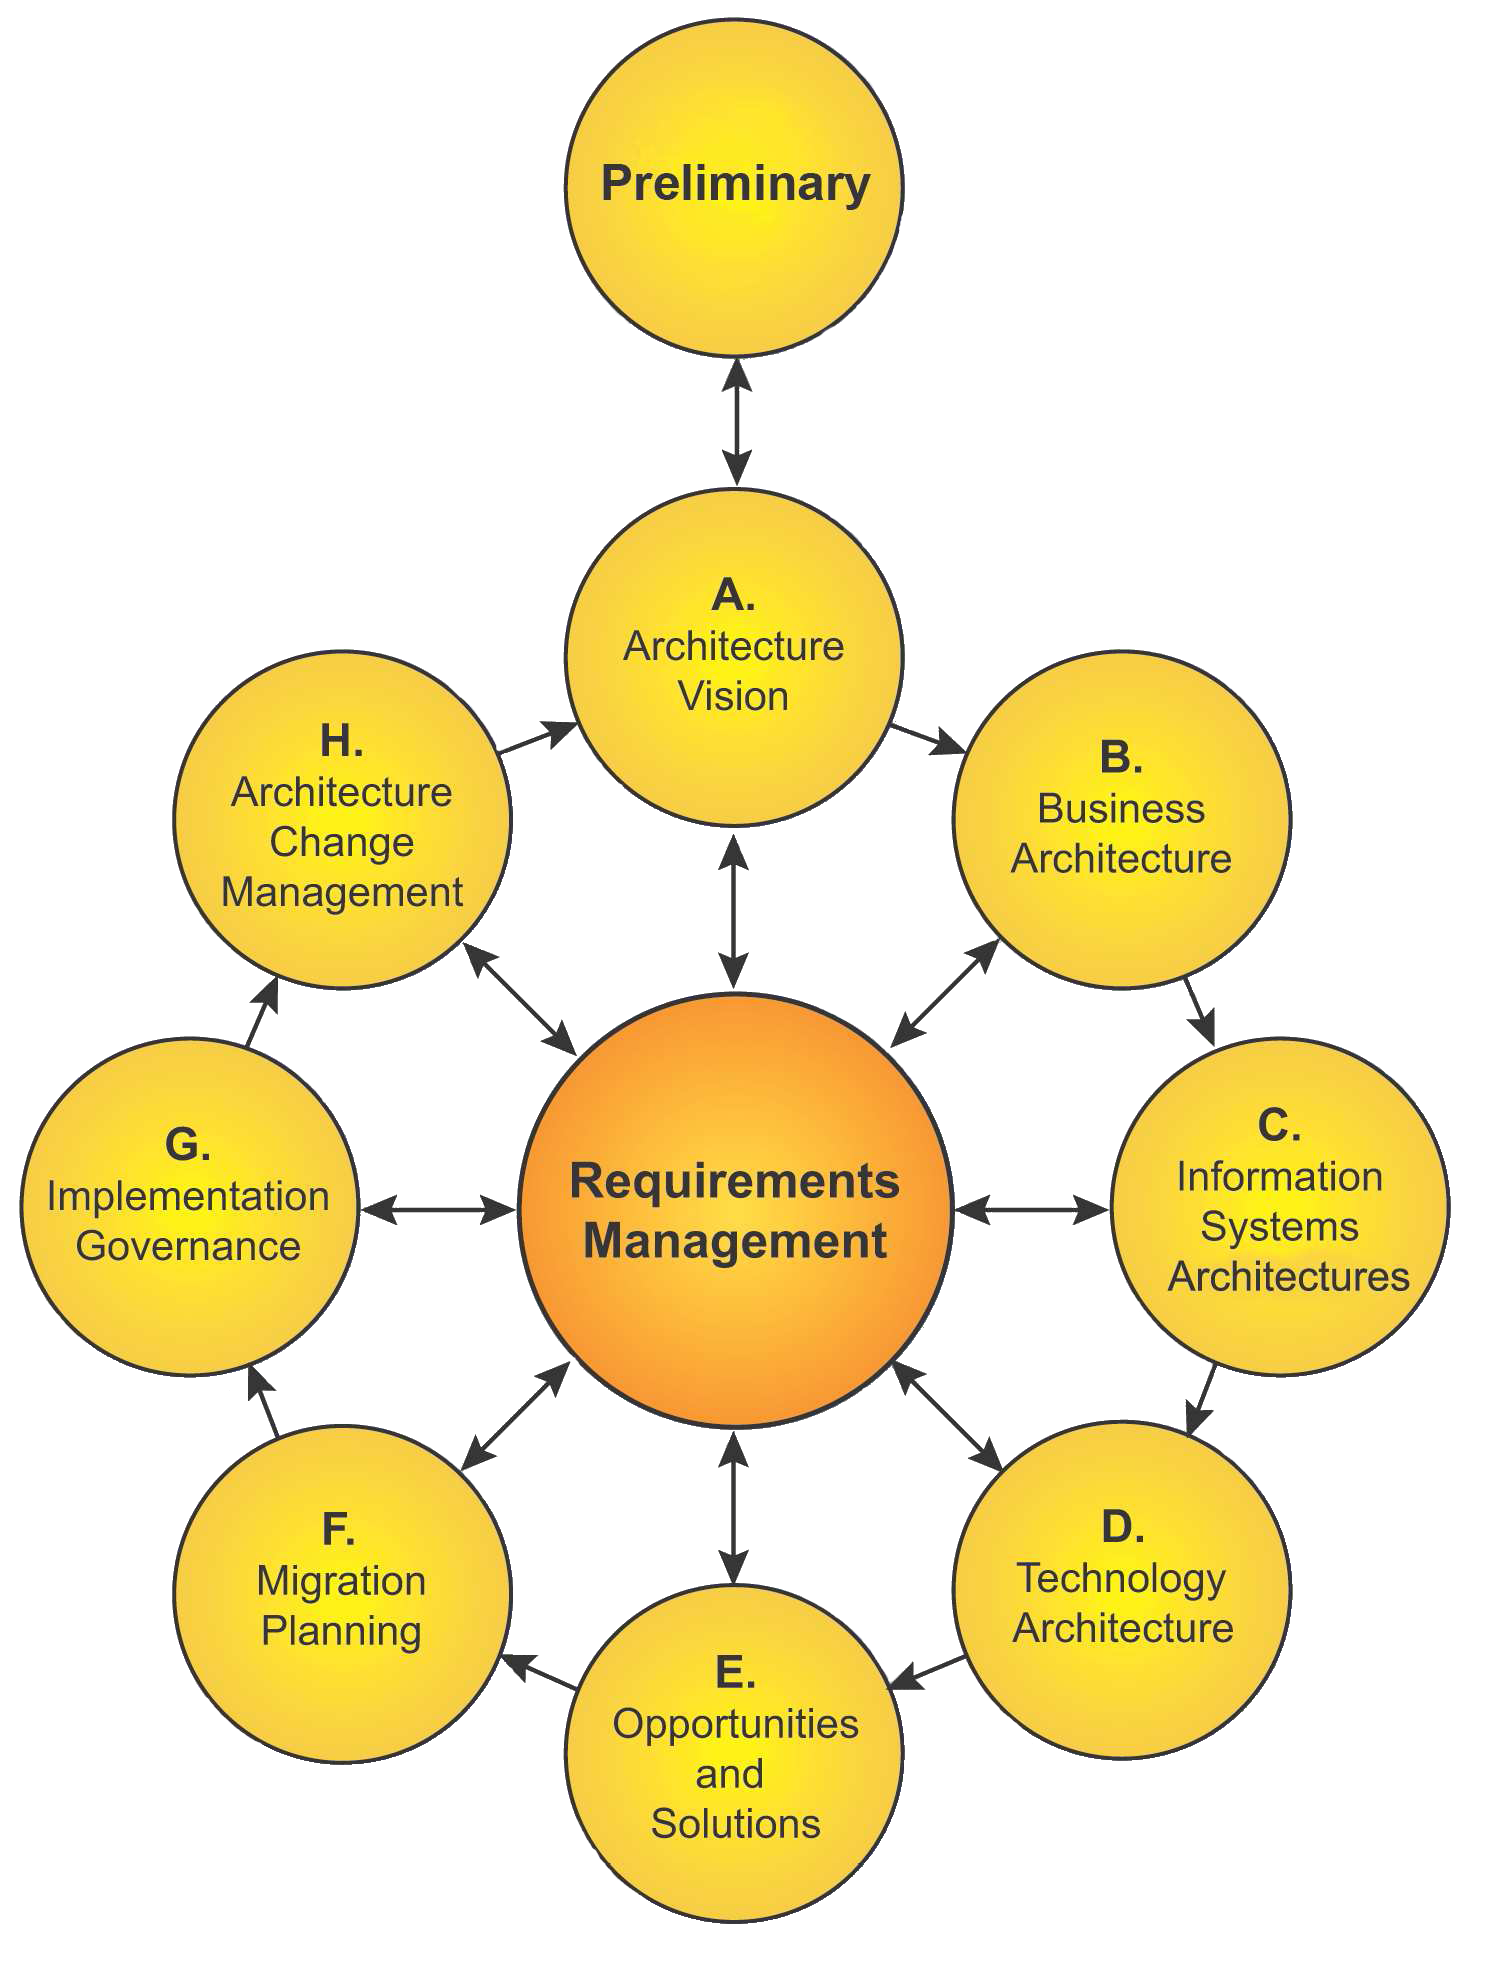 Preliminary
A.
Architecture
Vision
B.
Business
Architecture
C.
Information
Systems
Architectures
D.
Technology
Architecture
E.
Opportunities
and
Solutions
F.
Migration
Planning
G.
Implementation
Governance
H.
Architecture
Change
Management
Requirements
Management